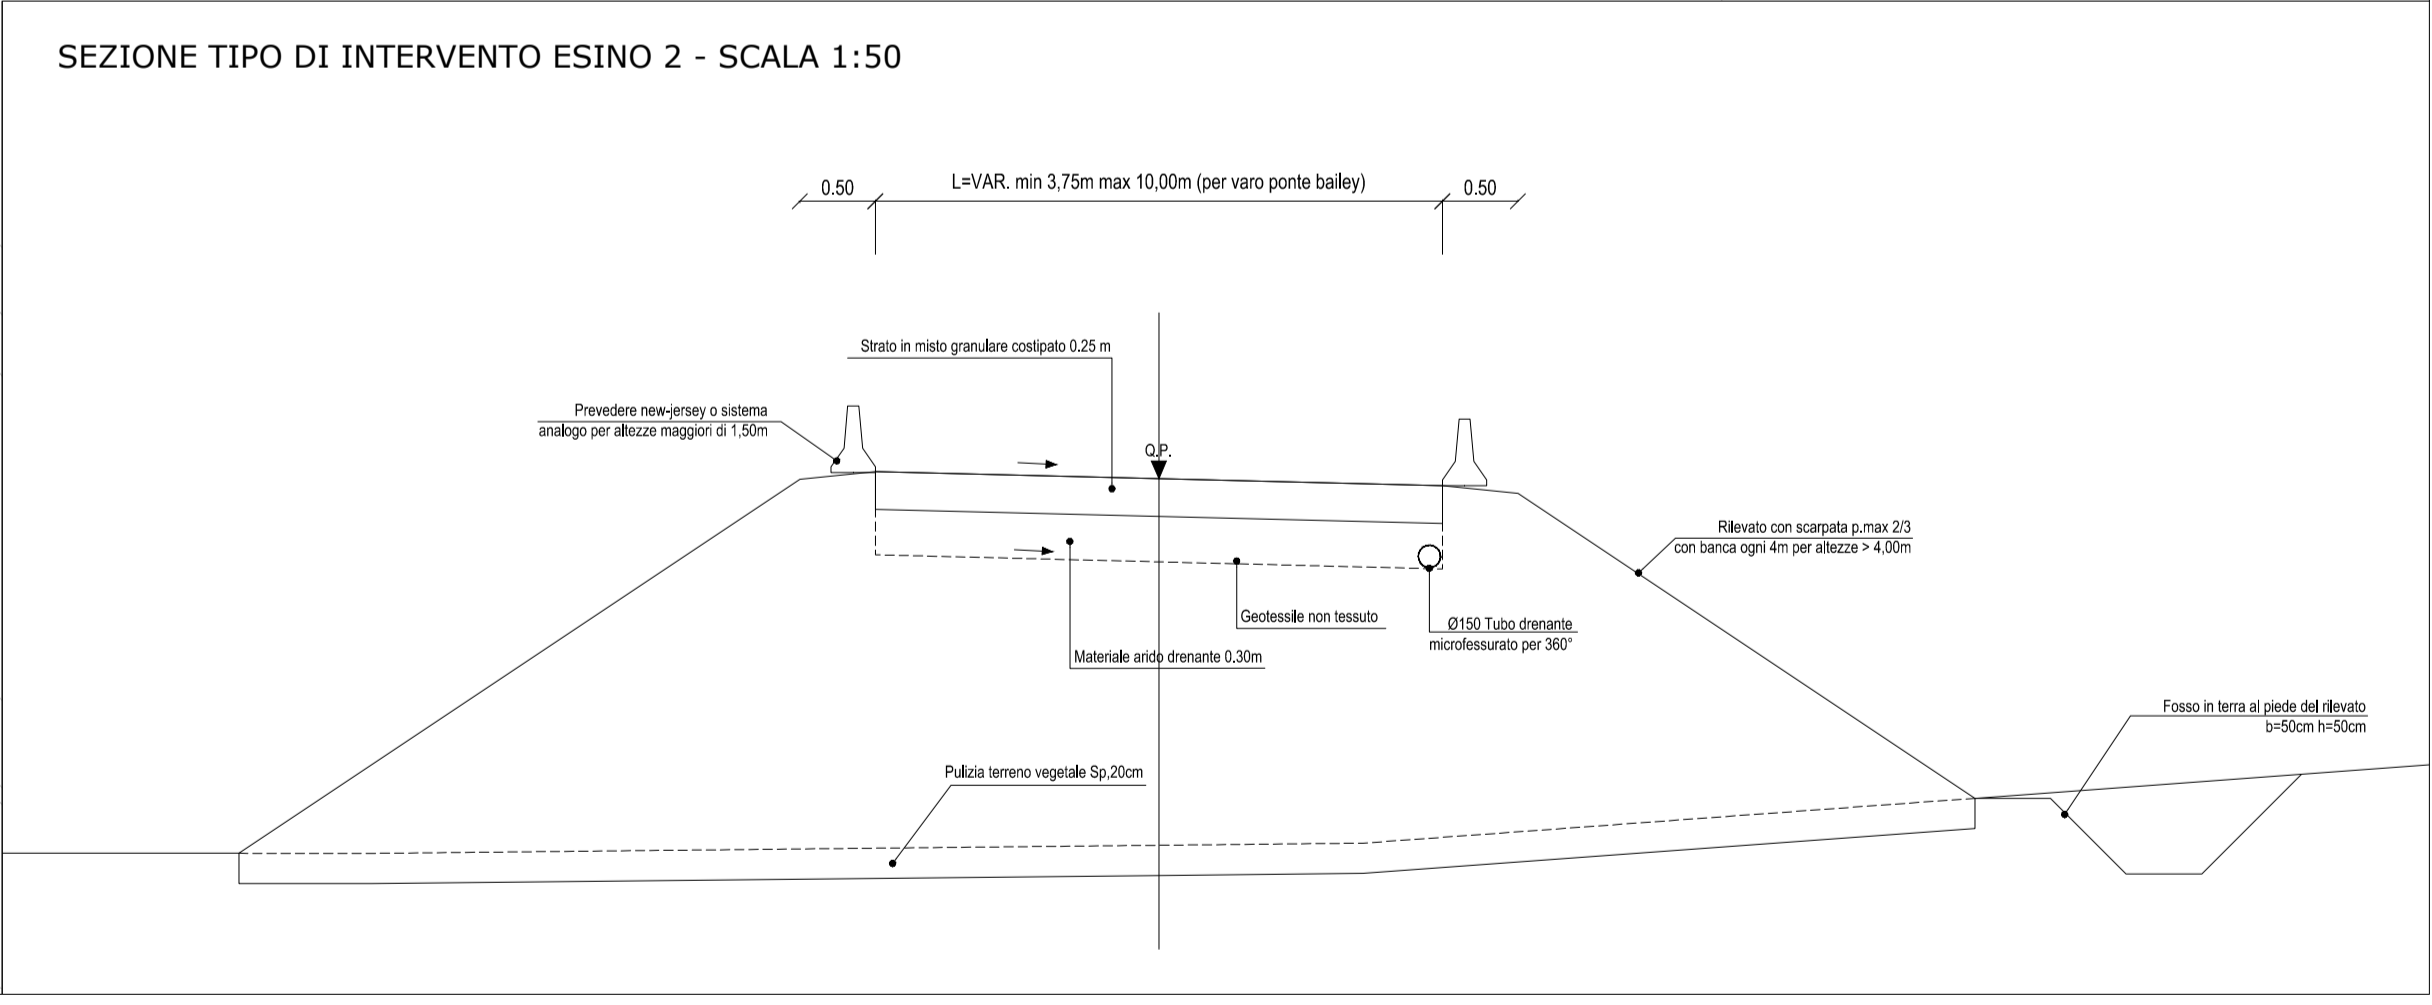 SEZIONE TIPO DI INTERVENTO ESINO 2 - SCALA 1:50
0.50
L=VAR. min 3,75m max 10,00m (per varo ponte bailey)
0.50
Strato in misto granulare costipato 0.25 m
Prevedere new-jersey o sistema
analogo per altezze maggiori di 1,50m
Q.P.
Rilevato con scarpata p.max 2/3
con banca ogni 4m per altezze > 4,00m
Geotessile non tessuto
Ø150 Tubo drenante
microfessurato per 360°
Materiale arido drenante 0.30m
Fosso in terra al piede del rilevato
b=50cm h=50cm
Pulizia terreno vegetale Sp,20cm